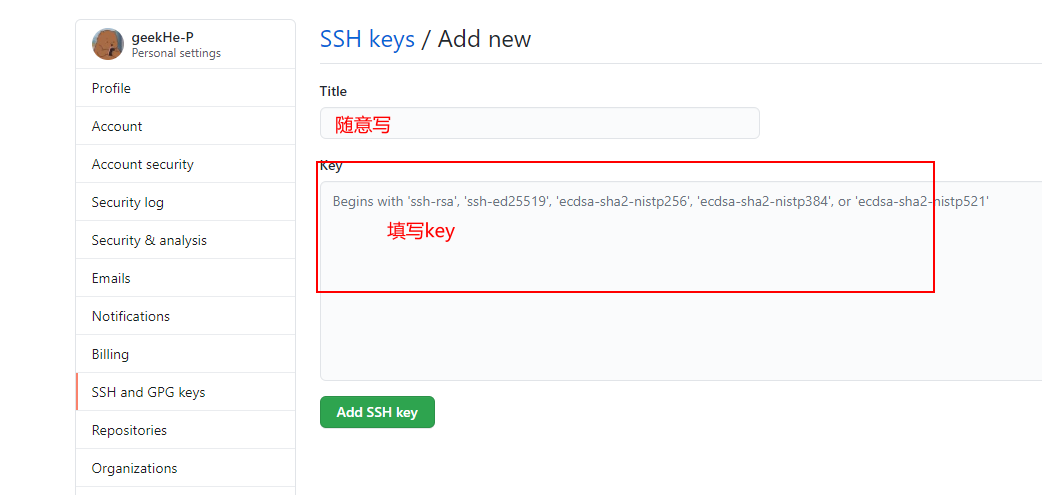 geekHe-P
Personal settings
Profile
Account
Account security
Security log
Security & analysis
Emails
Notifications
Billing
SSH and GPG keys
Repositories
Organizations
SSH keys / Add new
Title
随意写
Key
Begins with 'ssh-rsa', 'ssh-ed25519', 'ecdsa-sha2-nistp256', 'ecdsa-sha2-nistp384', or 'ecdsa-sha2-nistp521'
填写key
Add SSH key